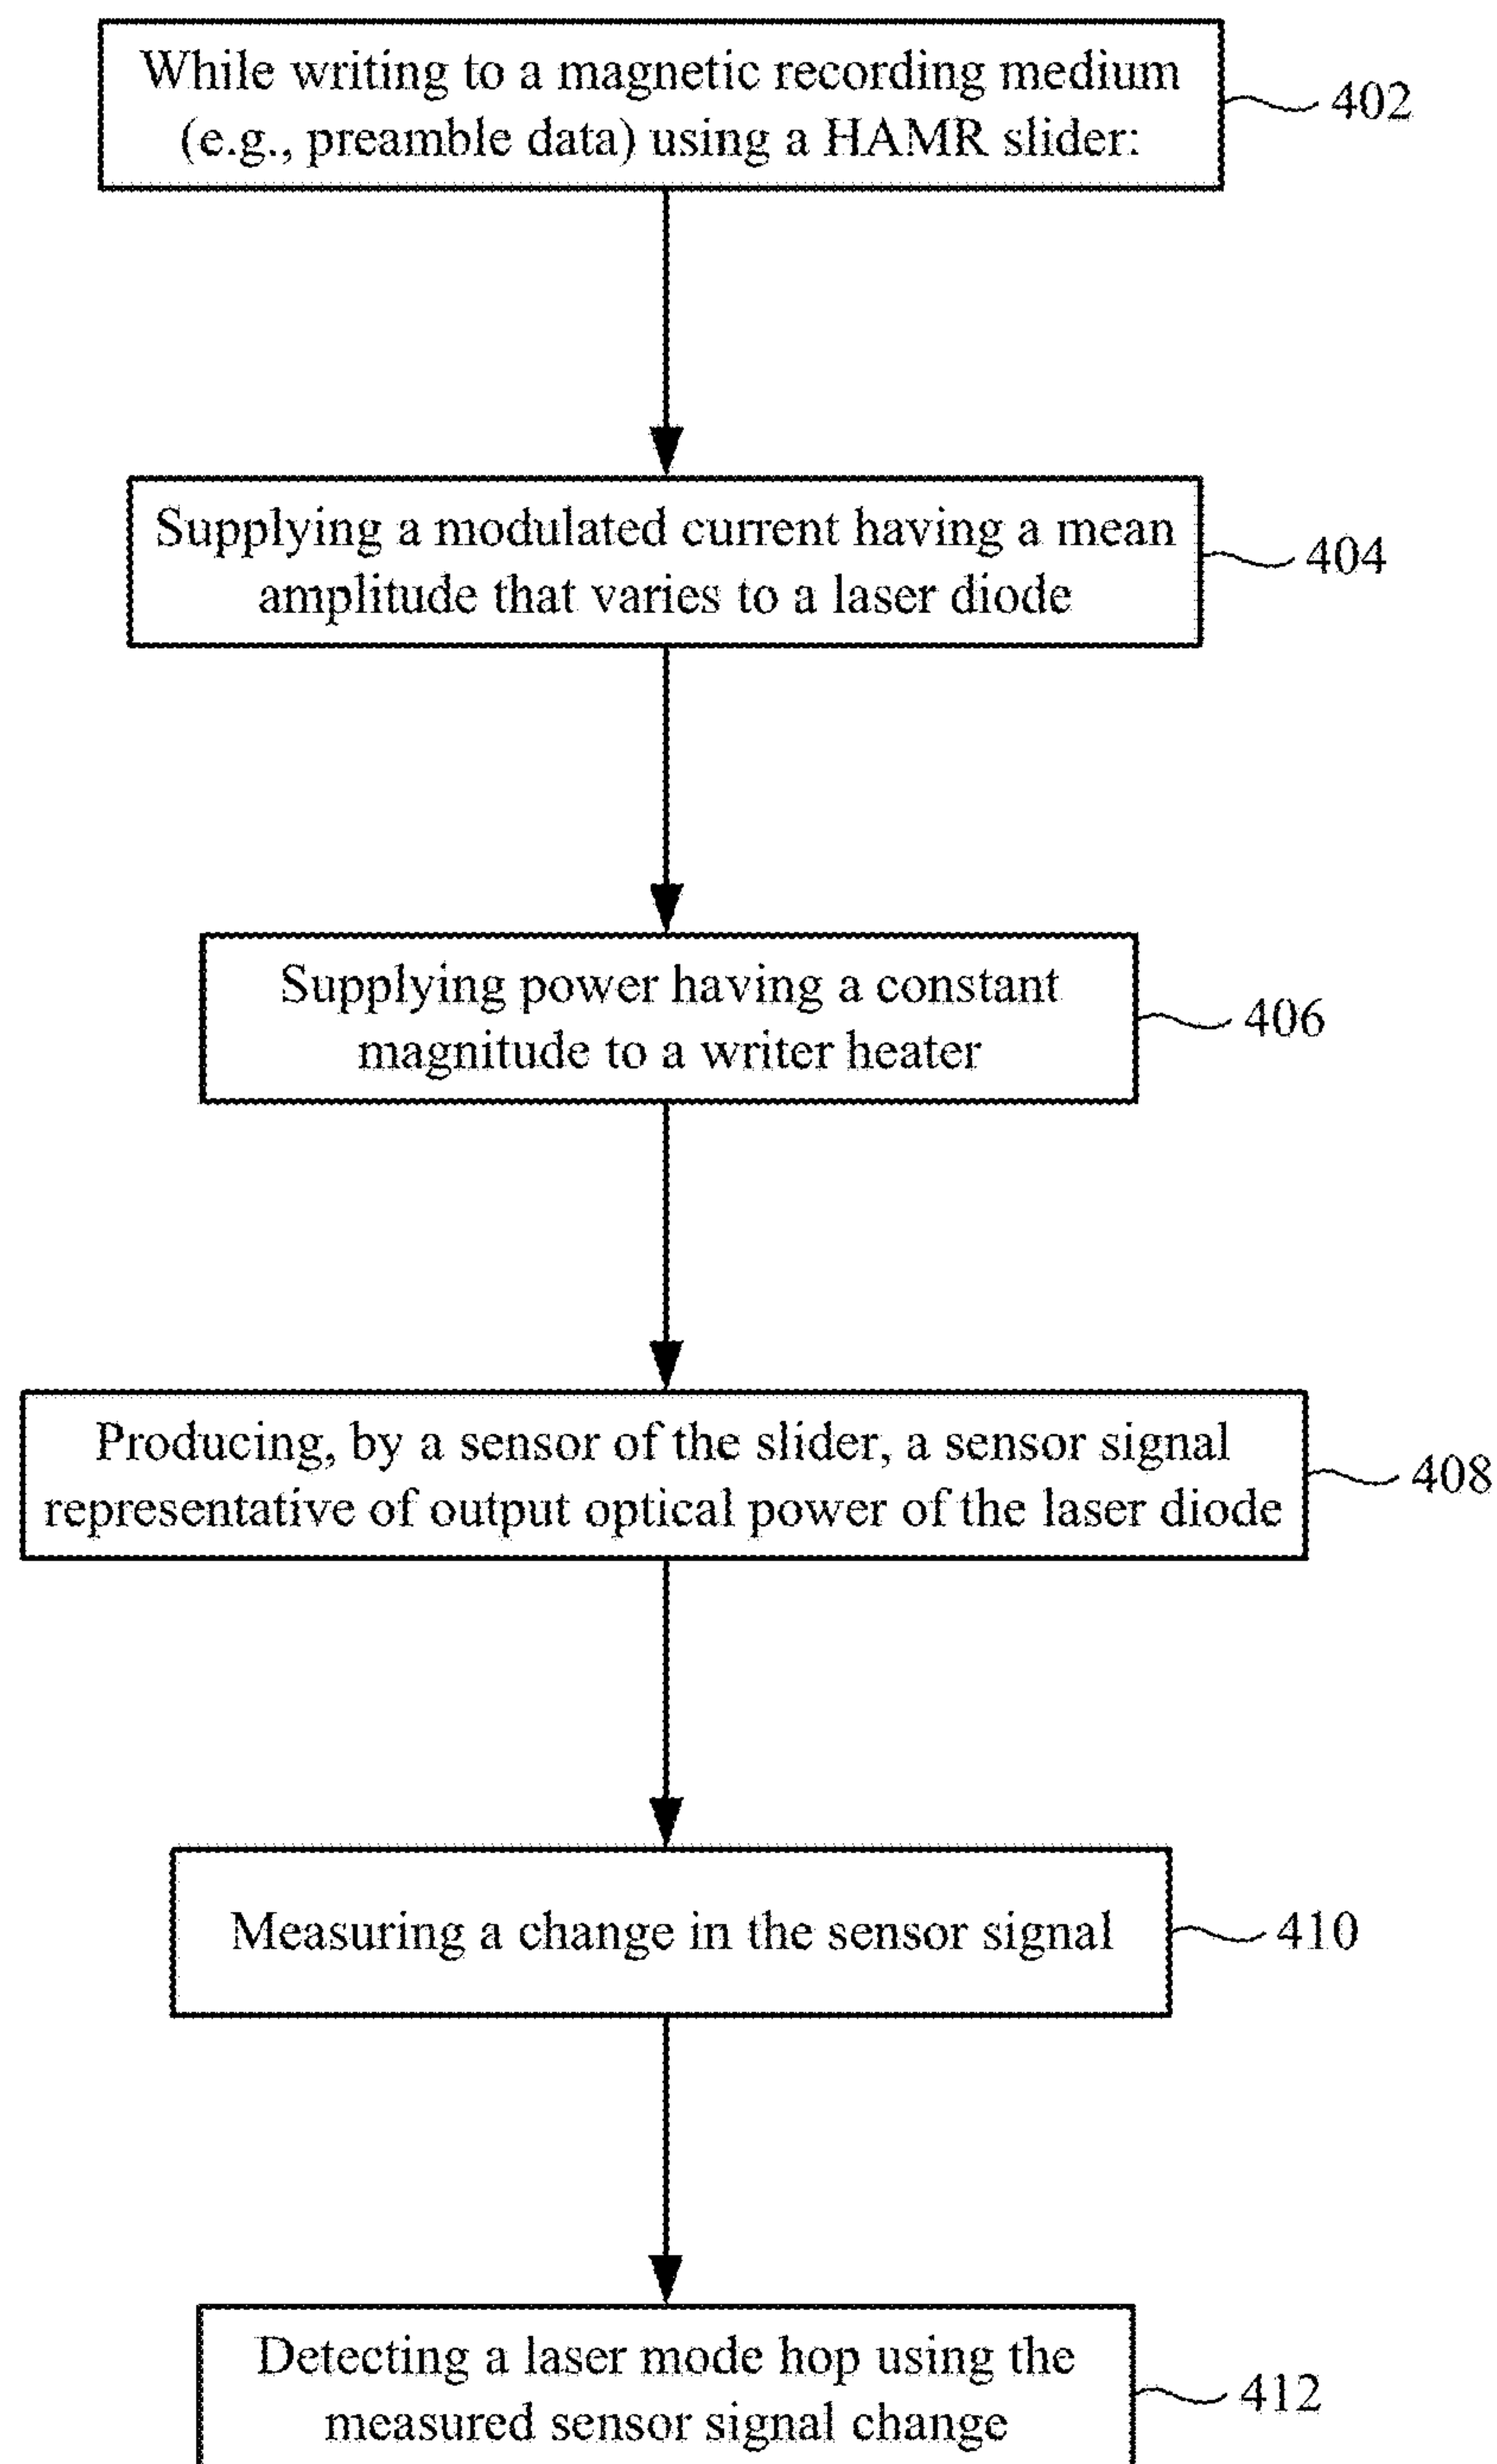 While writing to a magnetic recording medium
(e.g., preamble data) using a HAMR slider:
402
Supplying a modulated current having a mean
amplitude that varies to a laser diode
404
Supplying power having a constant
magnitude to a writer heater
406
Producing, by a sensor of the slider, a sensor signal
representative of output optical power of the laser diode
408
Measuring a change in the sensor signal
410
Detecting a laser mode hop using the
measured sensor signal change
412